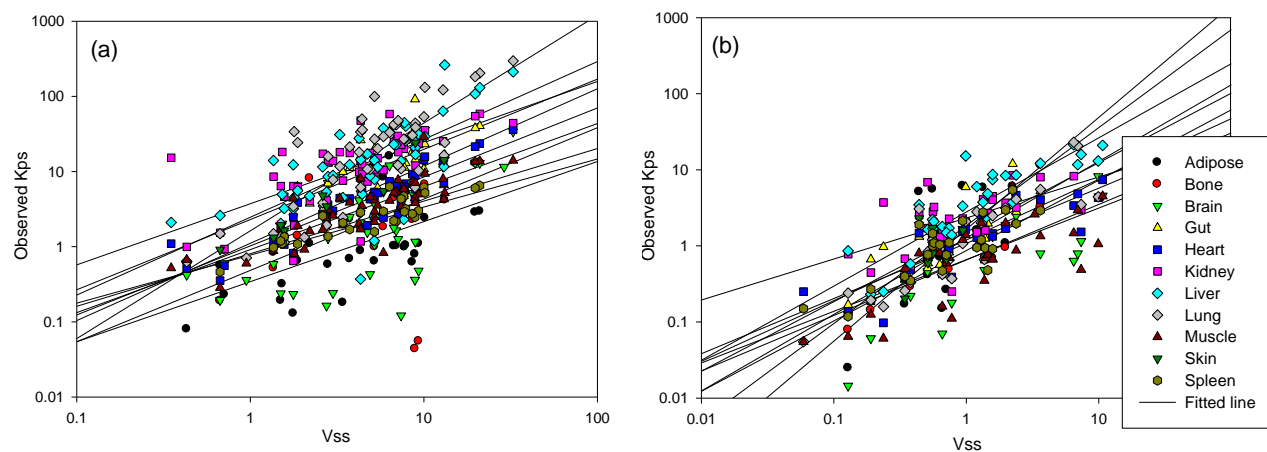 (a)
Observed Kps
1000
100
10
1
0.1
0.01
0.1
1
10
100
Vss
(b)
Observed Kps
1000
100
10
1
0.1
0.01
0.01
0.1
1
10
Vss
Adipose
Bone
Brain
Gut
Heart
Kidney
Liver
Lung
Muscle
Skin
Spleen
Fitted line